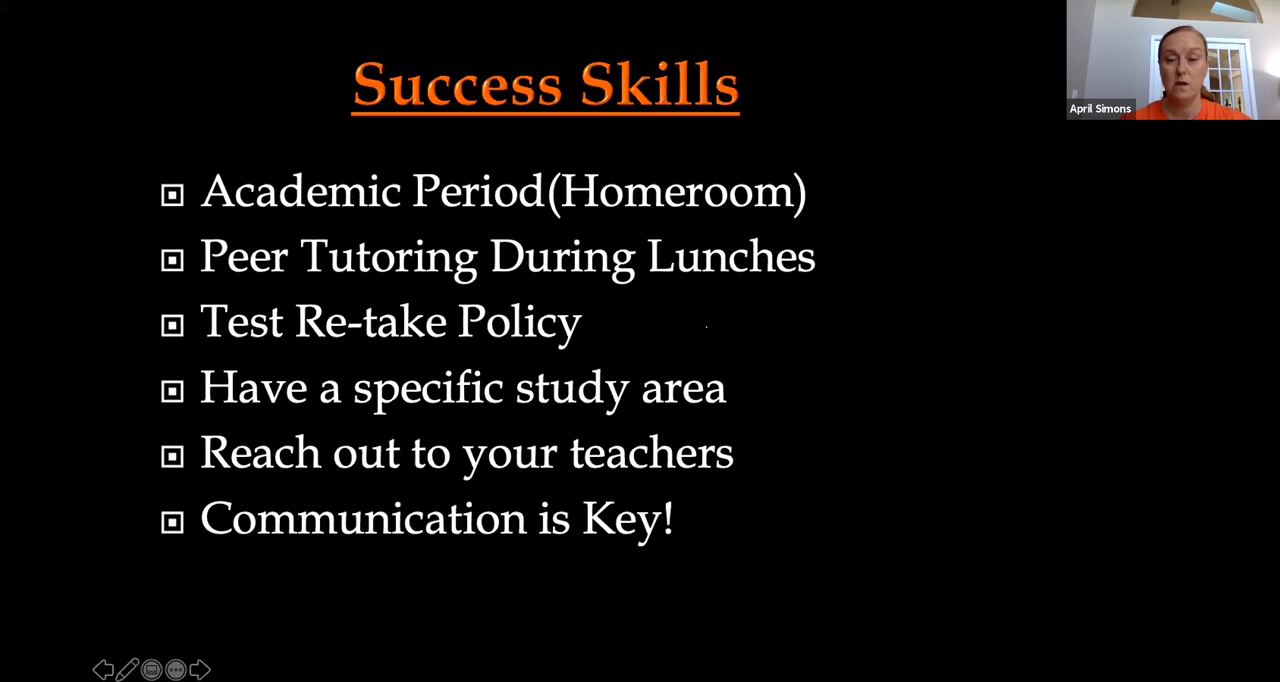 Success Skills
April Simons
Academic Period(Homeroom)
Peer Tutoring During Lunches
Test Re-take Policy
Have a specific study area
Reach out to your teachers
Communication is Key!